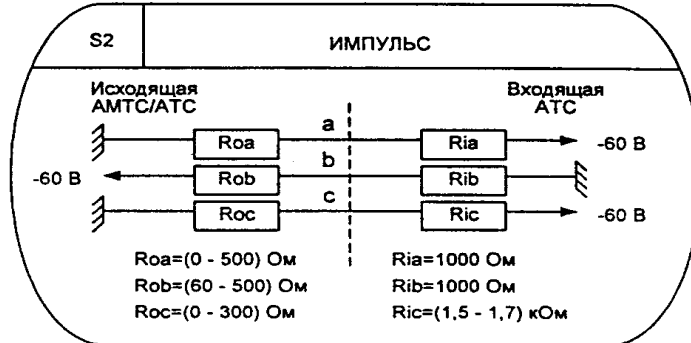 S2 ИМПУЛЬС
Исходящая АМТС/АТС
Входящая АТС
a
Roa Ria -60 В
b
-60 В Rob Rib
c
Roc Ric -60 В
Roa=(0 - 500) Ом Ria=1000 Ом
Rob=(60 - 500) Ом Rib=1000 Ом
Roc=(0 - 300) Ом Ric=(1,5 - 1,7) кОм